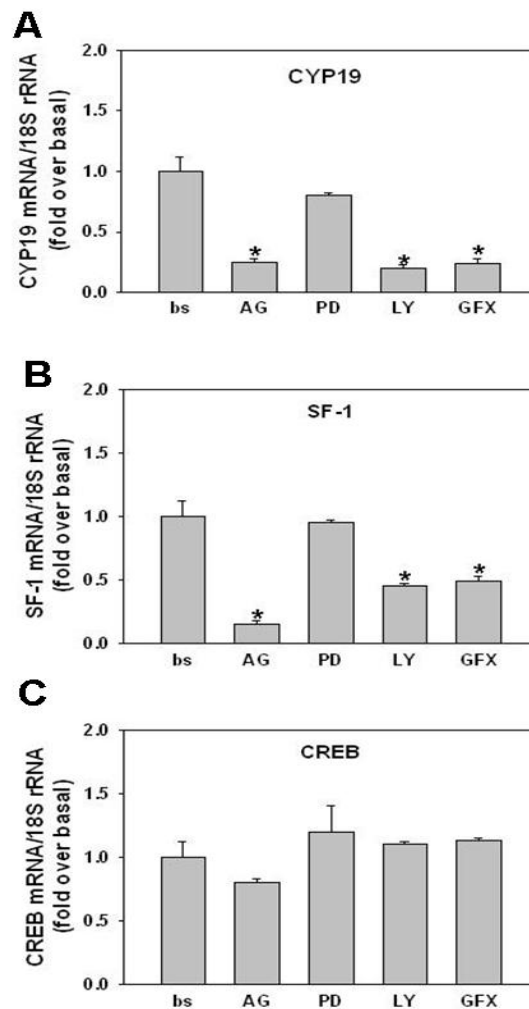 A
CYP19
CYP19 mRNA/18S rRNA
(fold over basal)
2.0
1.5
1.0
0.5
0.0
*
*
*
bs AG PD LY GFX
B
SF-1
SF-1 mRNA/18S rRNA
(fold over basal)
2.0
1.5
1.0
0.5
0.0
*
*
*
bs AG PD LY GFX
C
CREB
CREB mRNA/18S rRNA
(fold over basal)
2.0
1.5
1.0
0.5
0.0
bs AG PD LY GFX